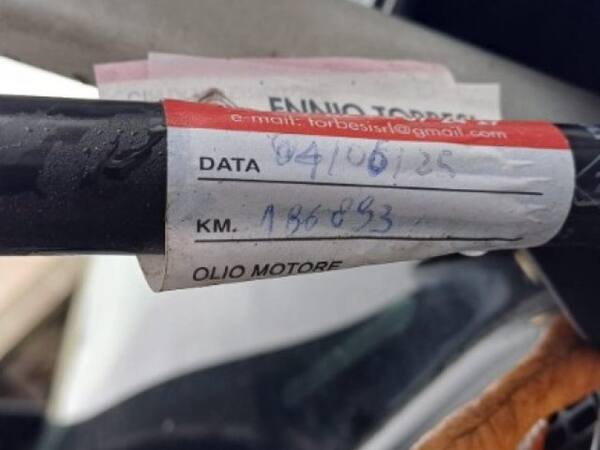 ENNIO TORBESI
e-mail: torbesisrl@gmail.com
DATA 04/06/25
KM. 186893
OLIO MOTORE